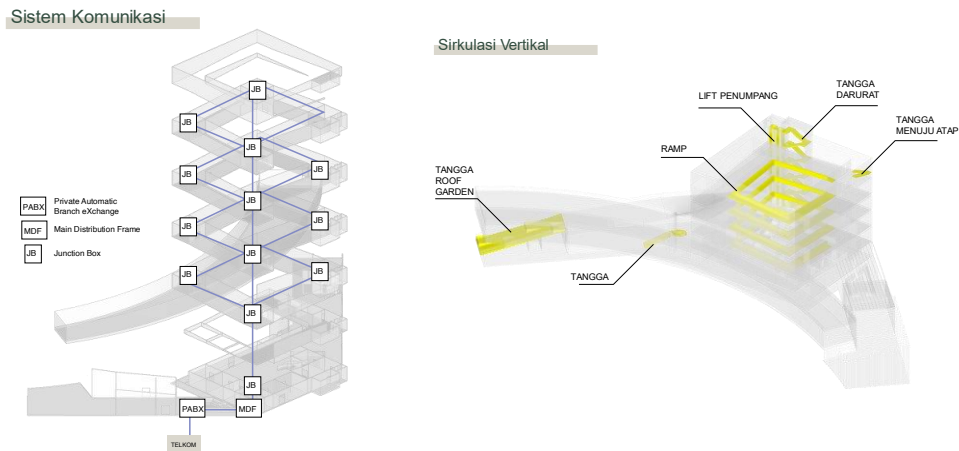 Sistem Komunikasi
JB
JB
JB
JB
JB
JB
JB
JB
JB
JB
JB
JB
JB
PABX
Private Automatic
Branch eXchange
MDF
Main Distribution Frame
JB
Junction Box
PABX
MDF
TELKOM
Sirkulasi Vertikal
LIFT PENUMPANG
TANGGA
DARURAT
TANGGA
MENUJU ATAP
RAMP
TANGGA
ROOF
GARDEN
TANGGA